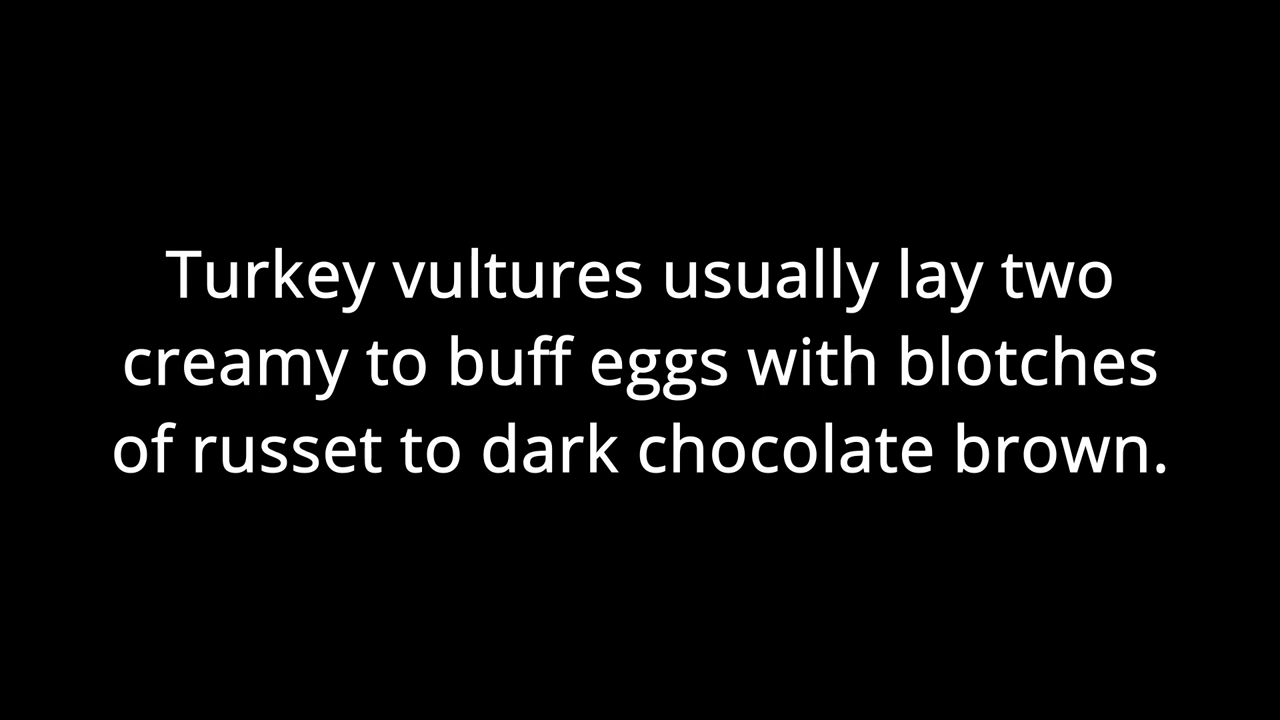 Turkey vultures usually lay two
creamy to buff eggs with blotches
of russet to dark chocolate brown.